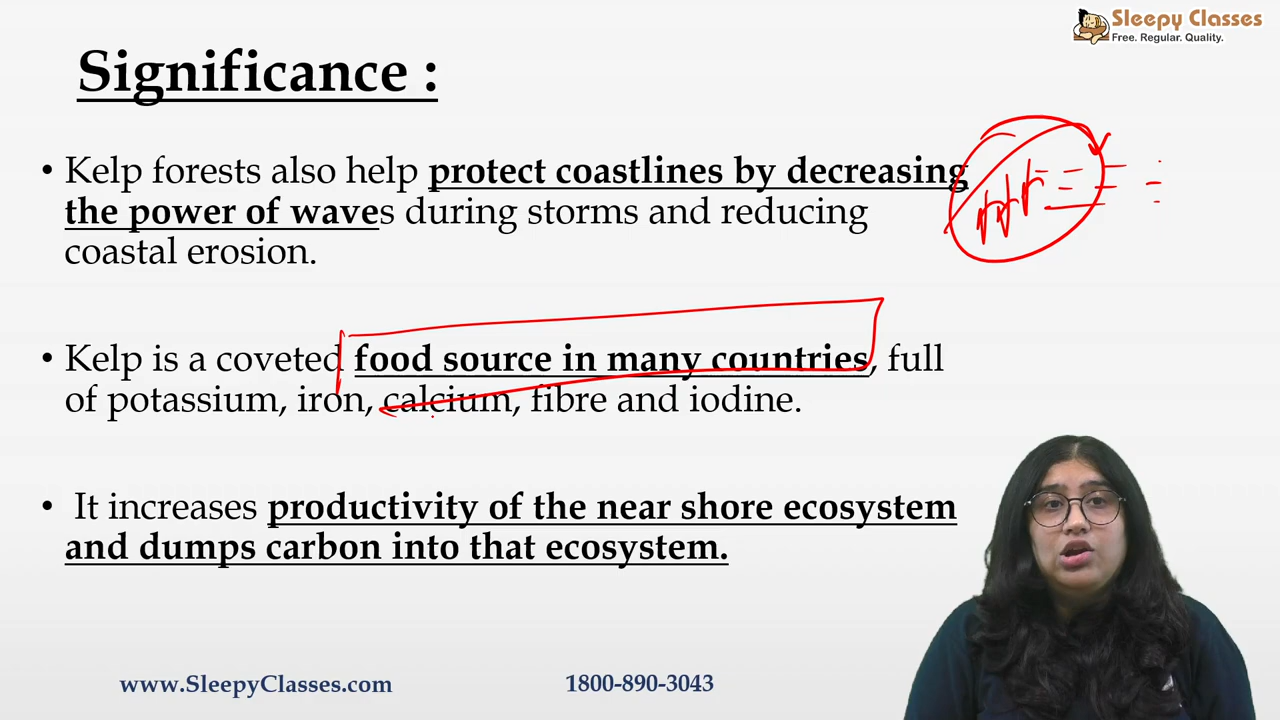 Sleepy Classes
Free. Regular. Quality.
Significance :
• Kelp forests also help protect coastlines by decreasing
the power of waves during storms and reducing
coastal erosion.
• Kelp is a coveted food source in many countries, full
of potassium, iron, calcium, fibre and iodine.
• It increases productivity of the near shore ecosystem
and dumps carbon into that ecosystem.
www.SleepyClasses.com
1800-890-3043